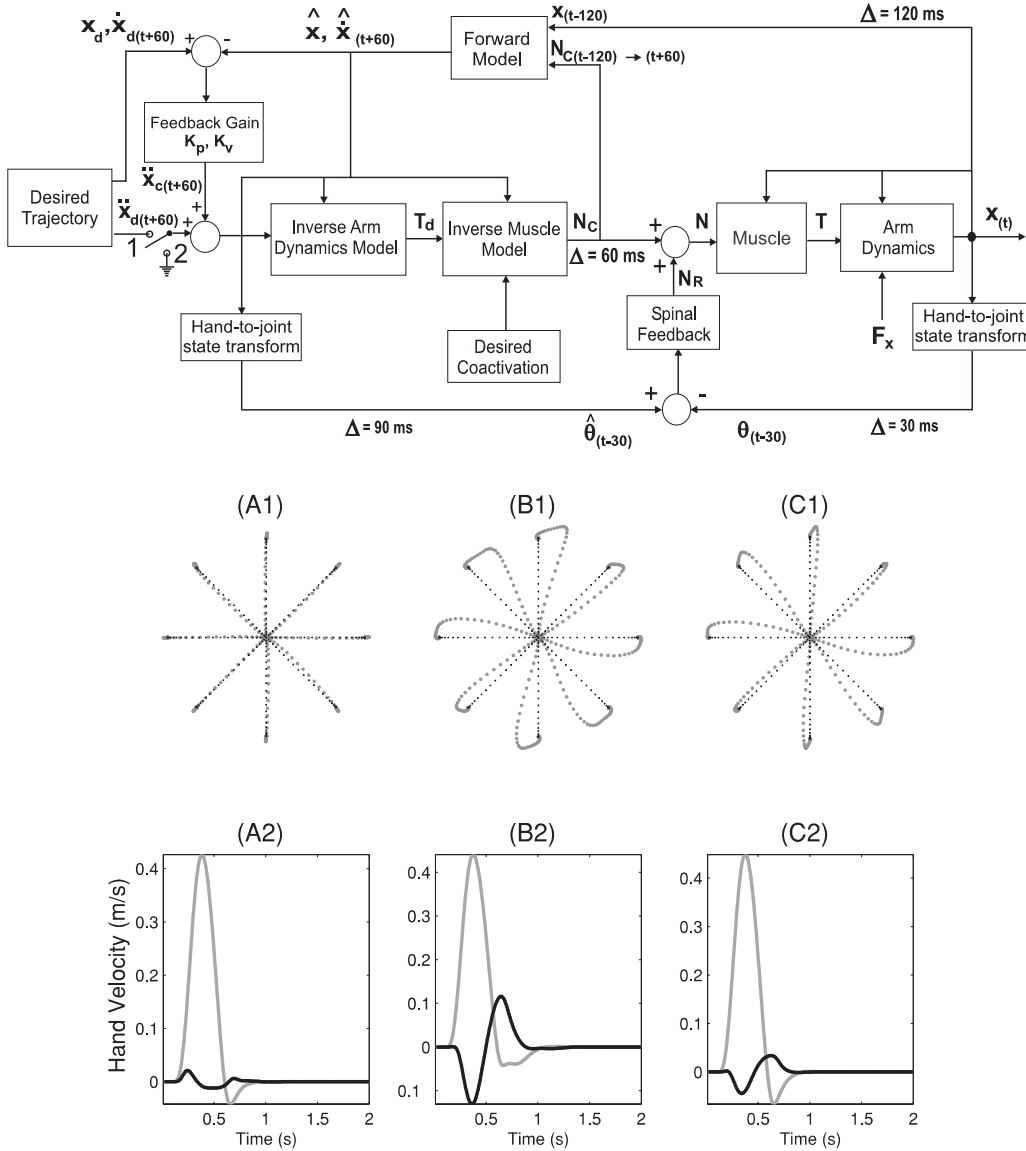 x_d, ẋ_d(t+60)
x̂, ẋ̂ (t+60)
x(t-120)
Δ = 120 ms
+
-
Forward
Model
N_C(t-120) → (t+60)
Feedback Gain
K_p, K_v
Desired
Trajectory
ẍ_c(t+60)
ẍ_d(t+60)
+
+
1
2
Inverse Arm
Dynamics Model
T_d
Inverse Muscle
Model
N_C
Δ = 60 ms
+
+
N
N_R
Muscle
T
Arm
Dynamics
x(t)
Hand-to-joint
state transform
Desired
Coactivation
Spinal
Feedback
F_x
Hand-to-joint
state transform
+
-
Δ = 90 ms
θ̂(t-30)
θ(t-30)
Δ = 30 ms
(A1)
(B1)
(C1)
(A2)
(B2)
(C2)
Hand Velocity (m/s)
0.4
0.3
0.2
0.1
0
0.5
1
1.5
2
Time (s)
0.4
0.3
0.2
0.1
0
0.1
0.5
1
1.5
2
Time (s)
0.4
0.3
0.2
0.1
0
0.5
1
1.5
2
Time (s)